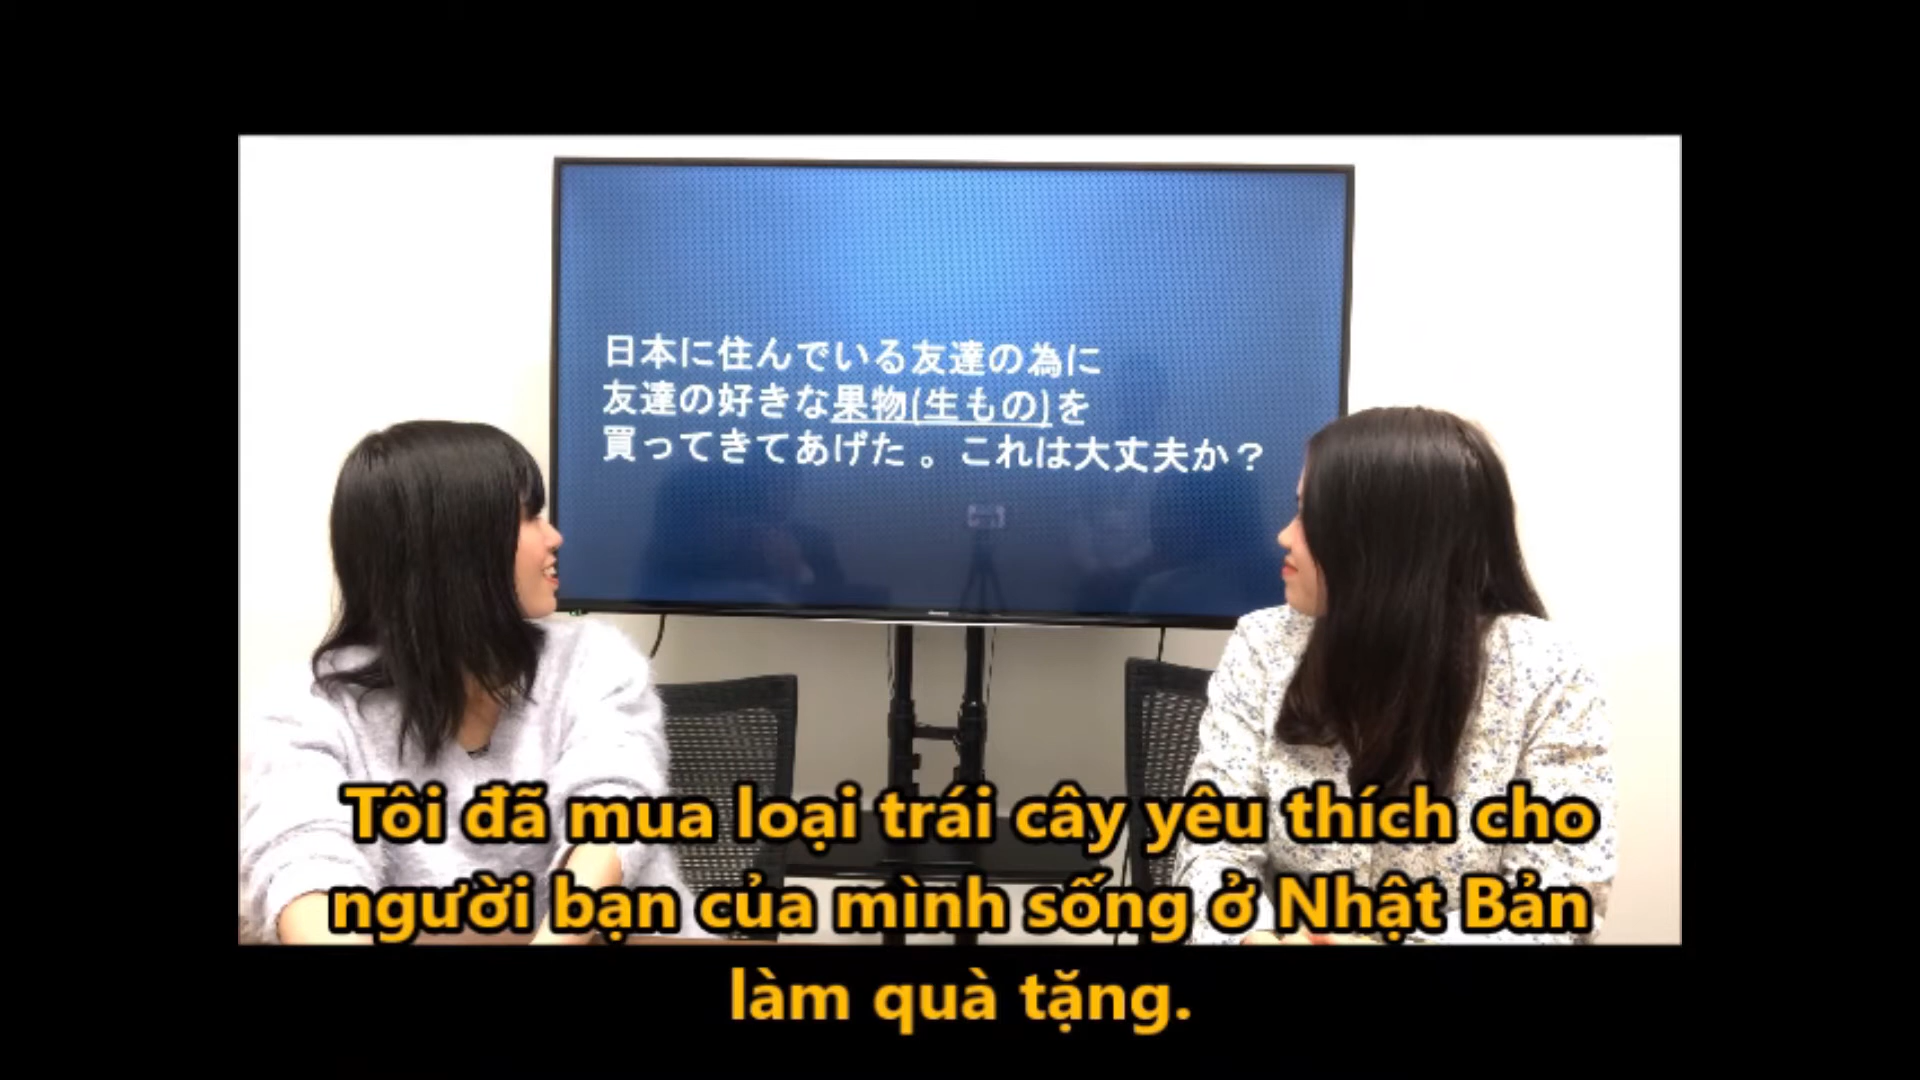 日本に住んでいる友達の為に
友達の好きな果物(生もの)を
買ってきてあげた。これは大丈夫か？
Tôi đã mua loại trái cây yêu thích cho
người bạn của mình sống ở Nhật Bản
làm quà tặng.